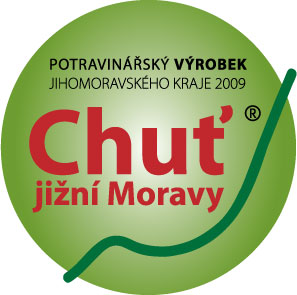 POTRAVINÁŘSKÝ VÝROBEK
JIHOMORAVSKÉHO KRAJE 2009
Chuť ®
jižní Moravy